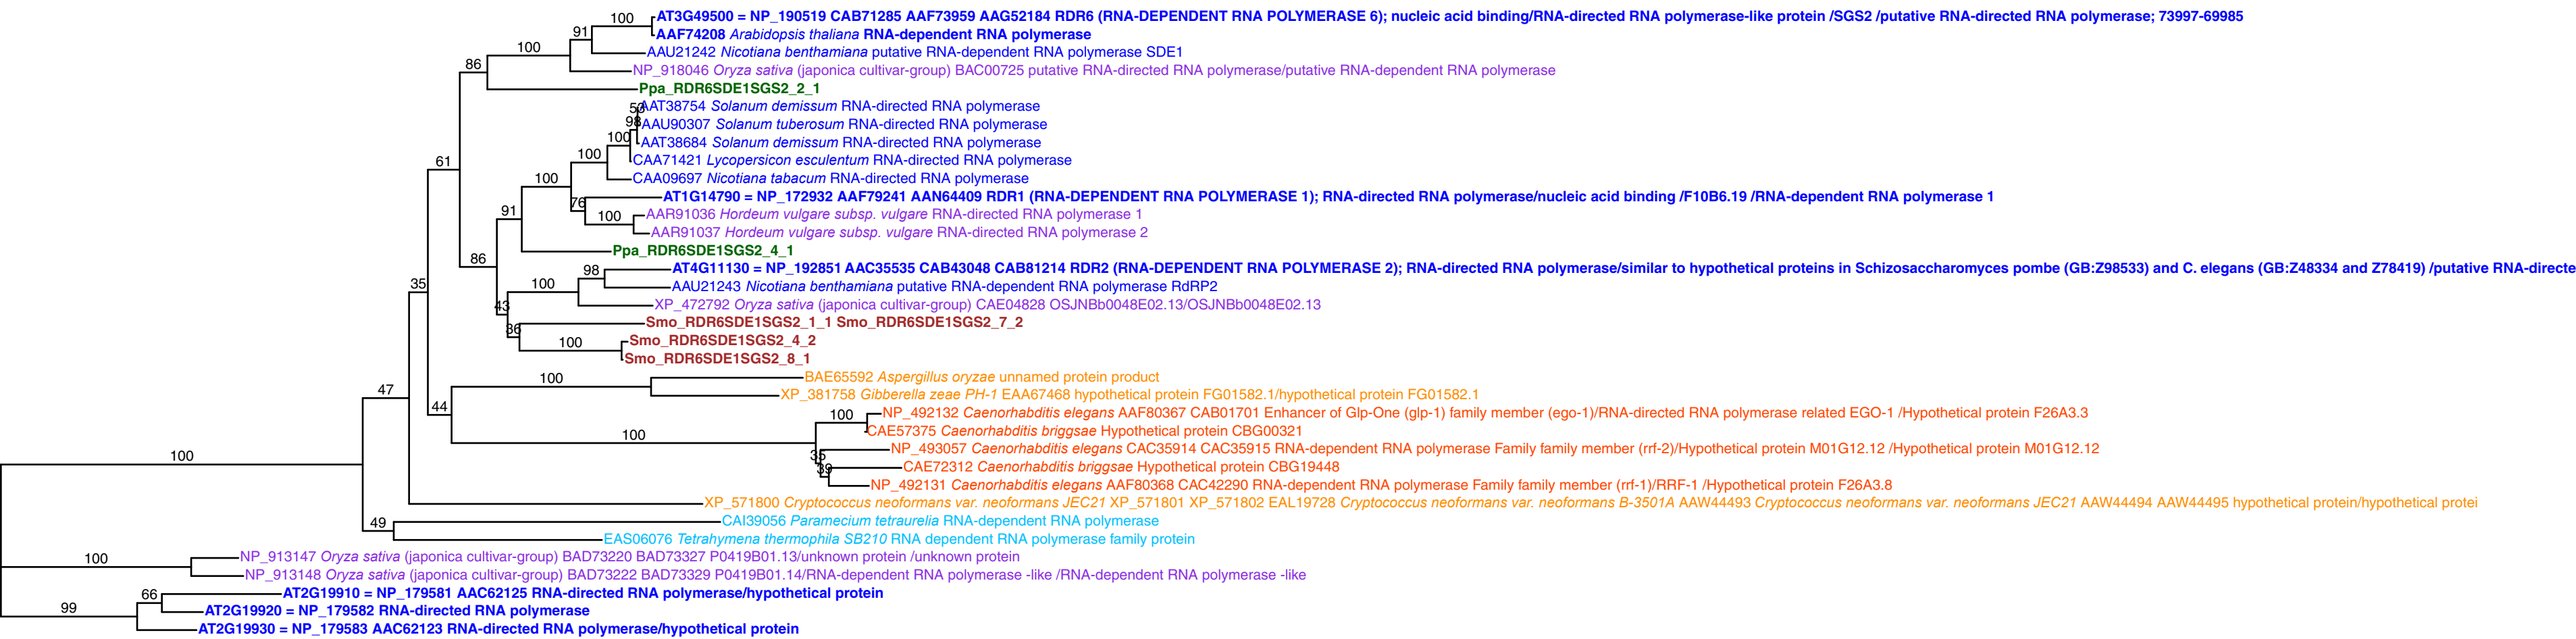 100 AT3G49500 = NP_190519 CAB71285 AAF73959 AAG52184 RDR6 (RNA-DEPENDENT RNA POLYMERASE 6); nucleic acid binding/RNA-directed RNA polymerase-like protein /SGS2 /putative RNA-directed RNA polymerase; 73997-69985
91 AAF74208 Arabidopsis thaliana RNA-dependent RNA polymerase
100 AAU21242 Nicotiana benthamiana putative RNA-dependent RNA polymerase SDE1
86 NP_918046 Oryza sativa (japonica cultivar-group) BAC00725 putative RNA-directed RNA polymerase/putative RNA-dependent RNA polymerase
Ppa_RDR6SDE1SGS2_2_1
AAT38754 Solanum demissum RNA-directed RNA polymerase
98 AAU90307 Solanum tuberosum RNA-directed RNA polymerase
100 AAT38684 Solanum demissum RNA-directed RNA polymerase
61 100 CAA71421 Lycopersicon esculentum RNA-directed RNA polymerase
100 CAA09697 Nicotiana tabacum RNA-directed RNA polymerase
76 AT1G14790 = NP_172932 AAF79241 AAN64409 RDR1 (RNA-DEPENDENT RNA POLYMERASE 1); RNA-directed RNA polymerase/nucleic acid binding /F10B6.19 /RNA-dependent RNA polymerase 1
91 100 AAR91036 Hordeum vulgare subsp. vulgare RNA-directed RNA polymerase 1
AAR91037 Hordeum vulgare subsp. vulgare RNA-directed RNA polymerase 2
Ppa_RDR6SDE1SGS2_4_1
86 98 AT4G11130 = NP_192851 AAC35535 CAB43048 CAB81214 RDR2 (RNA-DEPENDENT RNA POLYMERASE 2); RNA-directed RNA polymerase/similar to hypothetical proteins in Schizosaccharomyces pombe (GB:Z98533) and C. elegans (GB:Z48334 and Z78419) /putative RNA-directe
35 100 AAU21243 Nicotiana benthamiana putative RNA-dependent RNA polymerase RdRP2
43 XP_472792 Oryza sativa (japonica cultivar-group) CAE04828 OSJNBb0048E02.13/OSJNBb0048E02.13
Smo_RDR6SDE1SGS2_1_1 Smo_RDR6SDE1SGS2_7_2
100 Smo_RDR6SDE1SGS2_4_2
Smo_RDR6SDE1SGS2_8_1
100 BAE65592 Aspergillus oryzae unnamed protein product
47 XP_381758 Gibberella zeae PH-1 EAA67468 hypothetical protein FG01582.1/hypothetical protein FG01582.1
44 100 NP_492132 Caenorhabditis elegans AAF80367 CAB01701 Enhancer of Glp-One (glp-1) family member (ego-1)/RNA-directed RNA polymerase related EGO-1 /Hypothetical protein F26A3.3
100 CAE57375 Caenorhabditis briggsae Hypothetical protein CBG00321
100 35 NP_493057 Caenorhabditis elegans CAC35914 CAC35915 RNA-dependent RNA polymerase Family family member (rrf-2)/Hypothetical protein M01G12.12 /Hypothetical protein M01G12.12
39 CAE72312 Caenorhabditis briggsae Hypothetical protein CBG19448
NP_492131 Caenorhabditis elegans AAF80368 CAC42290 RNA-dependent RNA polymerase Family family member (rrf-1)/RRF-1 /Hypothetical protein F26A3.8
XP_571800 Cryptococcus neoformans var. neoformans JEC21 XP_571801 XP_571802 EAL19728 Cryptococcus neoformans var. neoformans B-3501A AAW44493 Cryptococcus neoformans var. neoformans JEC21 AAW44494 AAW44495 hypothetical protein/hypothetical protei
49 CAI39056 Paramecium tetraurelia RNA-dependent RNA polymerase
EAS06076 Tetrahymena thermophila SB210 RNA dependent RNA polymerase family protein
100 NP_913147 Oryza sativa (japonica cultivar-group) BAD73220 BAD73327 P0419B01.13/unknown protein /unknown protein
NP_913148 Oryza sativa (japonica cultivar-group) BAD73222 BAD73329 P0419B01.14/RNA-dependent RNA polymerase -like /RNA-dependent RNA polymerase -like
66 AT2G19910 = NP_179581 AAC62125 RNA-directed RNA polymerase/hypothetical protein
99 AT2G19920 = NP_179582 RNA-directed RNA polymerase
AT2G19930 = NP_179583 AAC62123 RNA-directed RNA polymerase/hypothetical protein